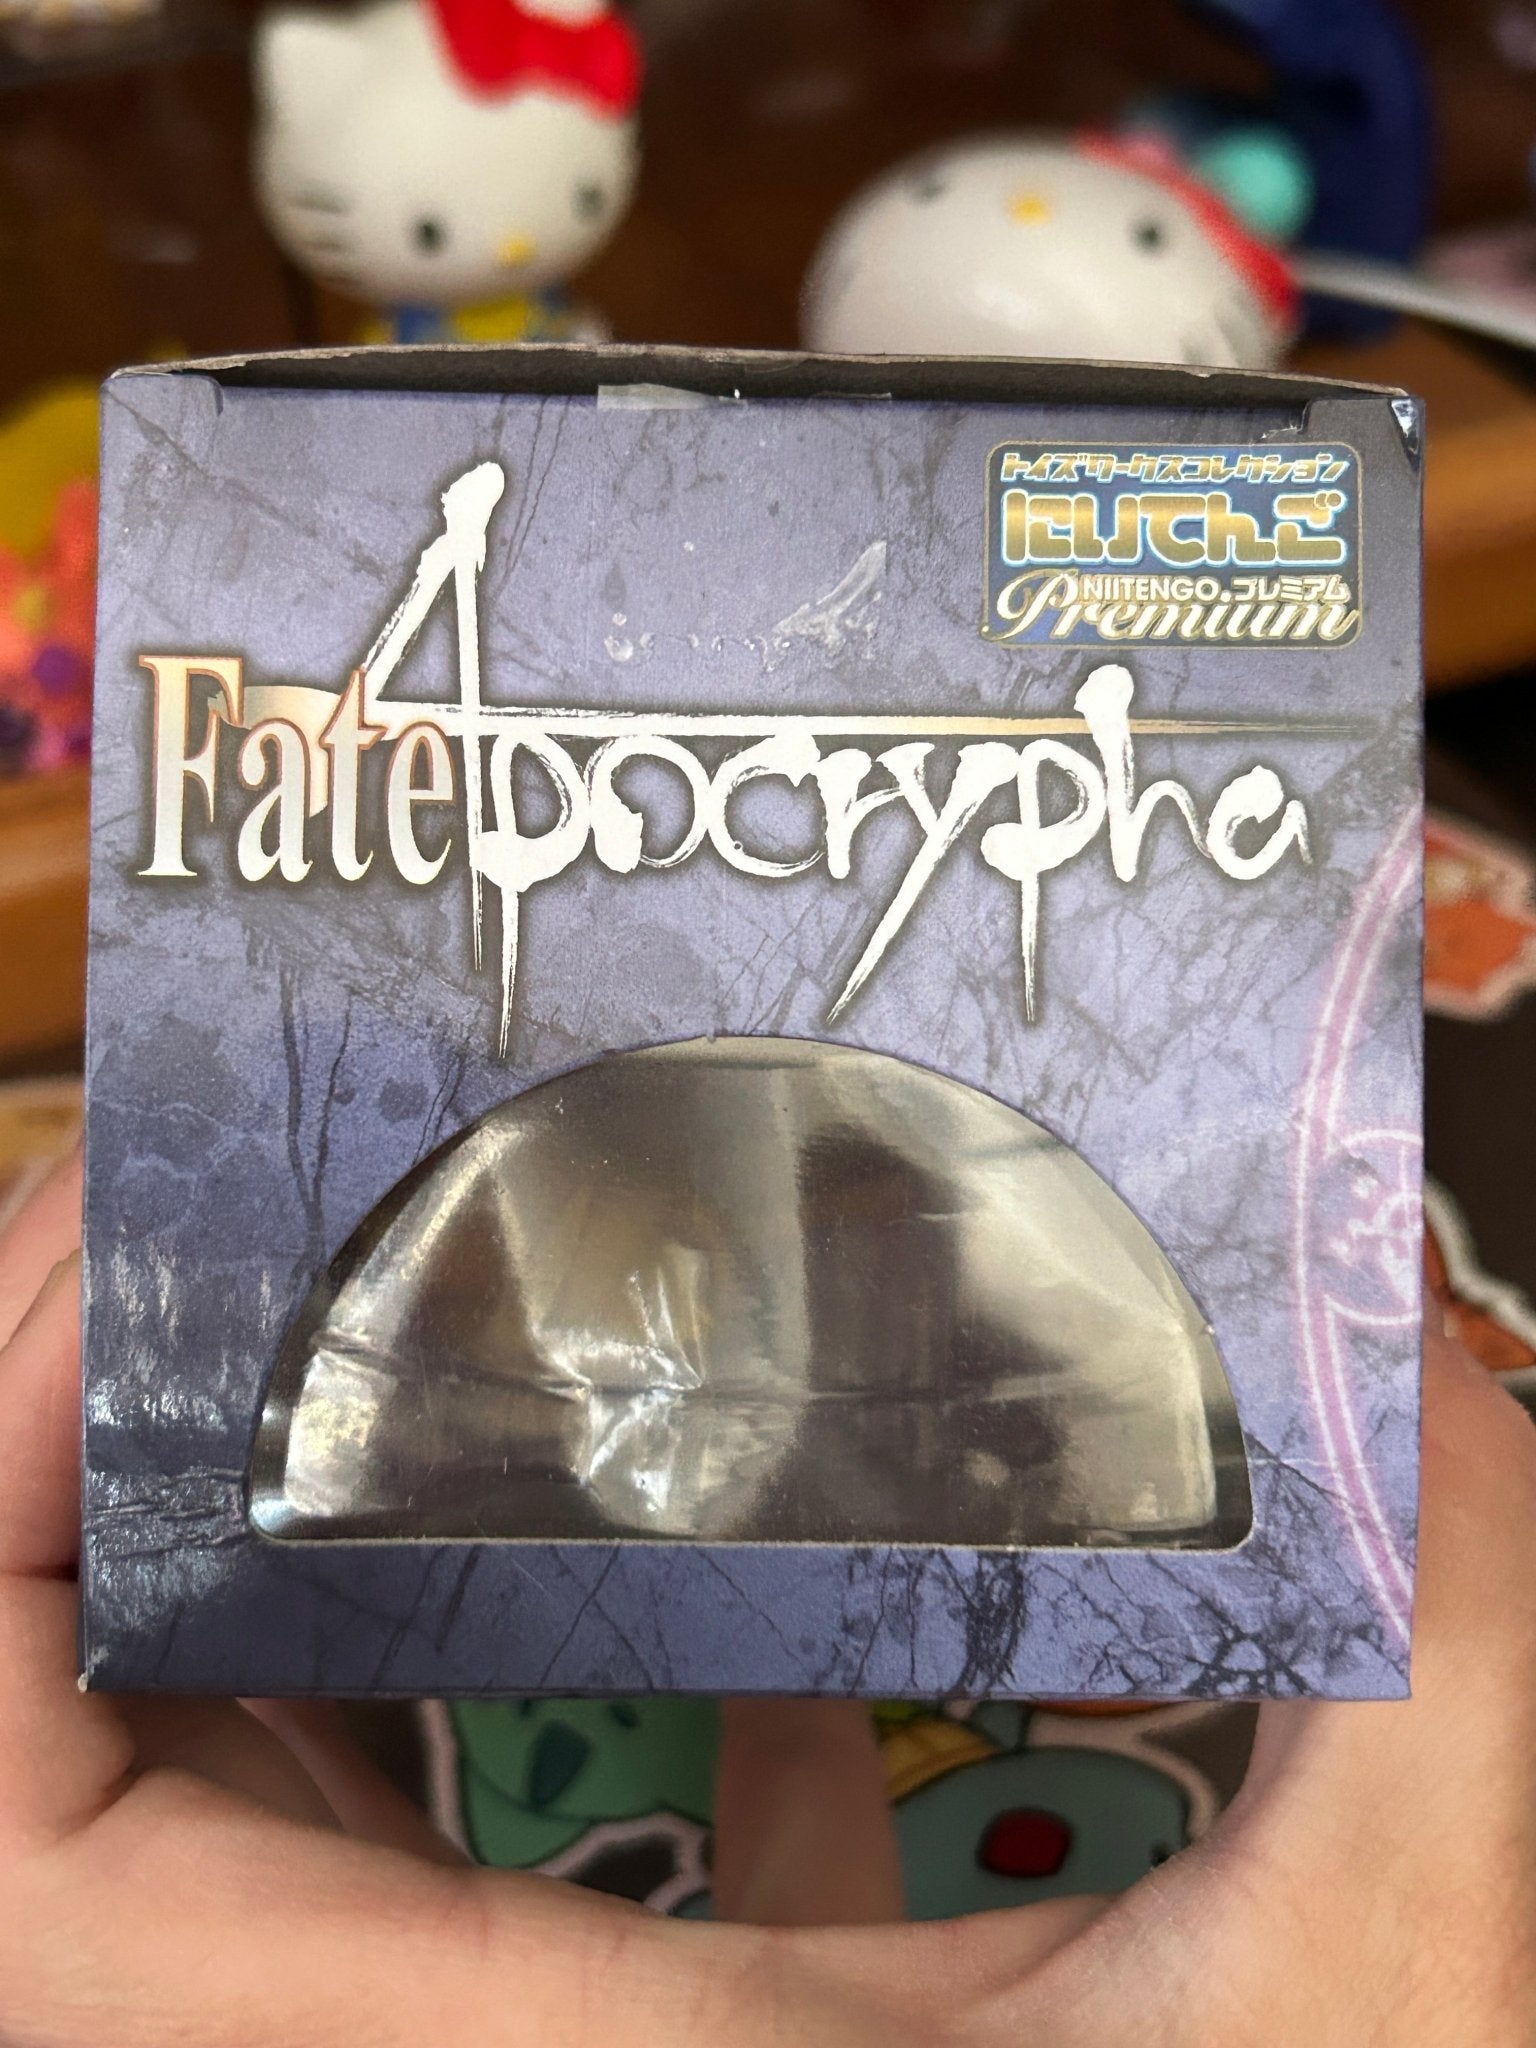 トイズワークスコレクション
にいてんご
NIITENGO プレミアム
Premium
Fate
Apocrypha